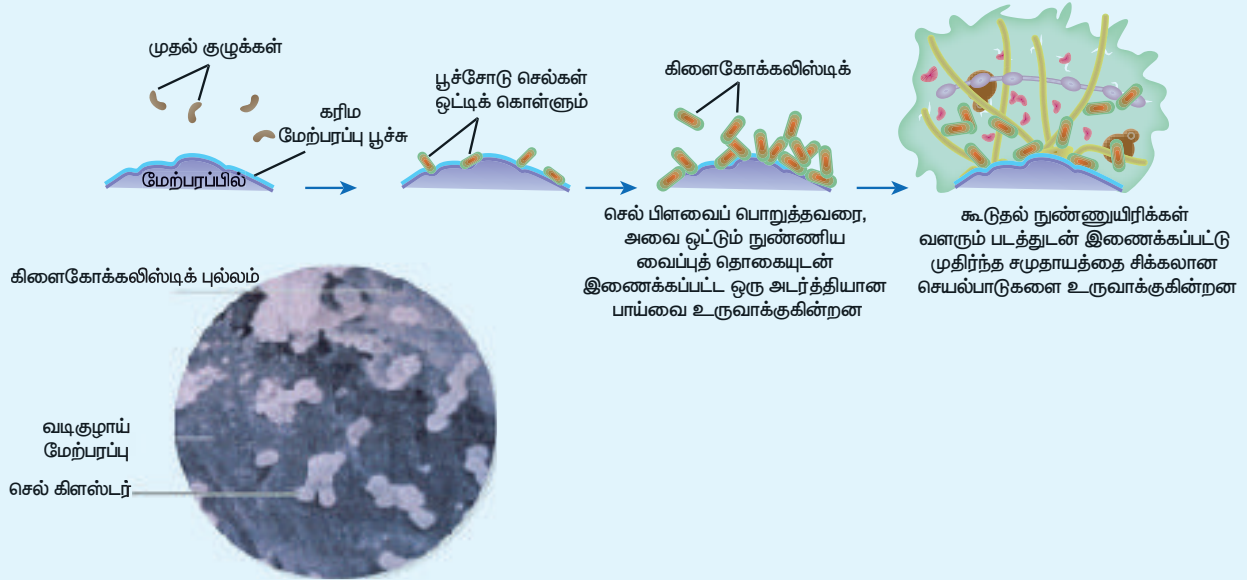 முதல் குழுக்கள்
கரிம
மேற்பரப்பு பூச்சு
மேற்பரப்பில்
பூச்சோடு செல்கள்
ஒட்டிக் கொள்ளும்
கிளைகோக்கலிஸ்டிக்
செல் பிளவைப் பொறுத்தவரை,
அவை ஒட்டும் நுண்ணிய
வைப்புத் தொகையுடன்
இணைக்கப்பட்ட ஒரு அடர்த்தியான
பாய்வை உருவாக்குகின்றன
கூடுதல் நுண்ணுயிரிக்கள்
வளரும் படத்துடன் இணைக்கப்பட்டு
முதிர்ந்த சமுதாயத்தை சிக்கலான
செயல்பாடுகளை உருவாக்குகின்றன
கிளைகோக்கலிஸ்டிக் புல்லம்
வடிகுழாய்
மேற்பரப்பு
செல் கிளஸ்டர்